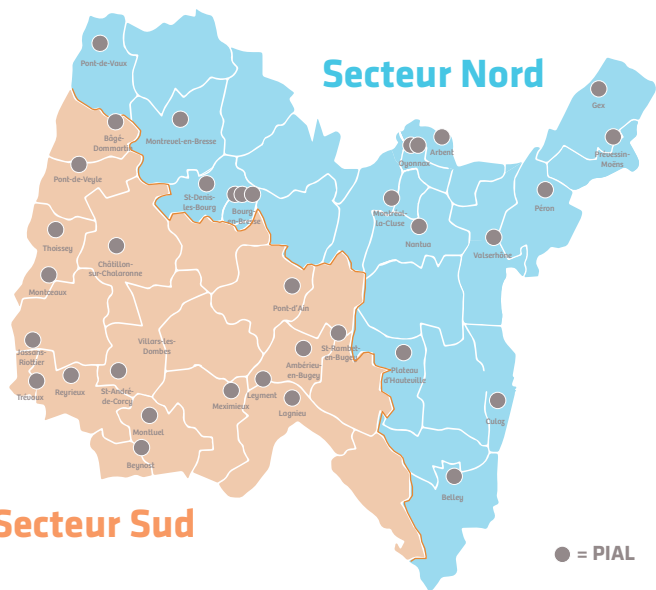 Secteur Nord
Pont-de-Vaux
Gex
Bâgé-
Dommartin
Montrevel-en-Bresse
Arbent
Oyonnax
Prévessin-
Moëns
Pont-de-Veyle
St-Denis-
les-Bourg
Bourg-
en-Bresse
Montréal-
la-Cluse
Péron
Thoissey
Nantua
Valserhône
Châtillon-
sur-Chalaronne
Montceaux
Pont-d'Ain
Villars-les-
Dombes
St-Rambert-
en-Bugey
Jassans-
Riottier
Ambérieu-
en-Bugey
Plateau
d'Hauteville
Trévoux
Reyrieux
St-André-
de-Corcy
Meximieux
Leyment
Lagnieu
Culoz
Montluel
Beynost
Belley
Secteur Sud
= PIAL